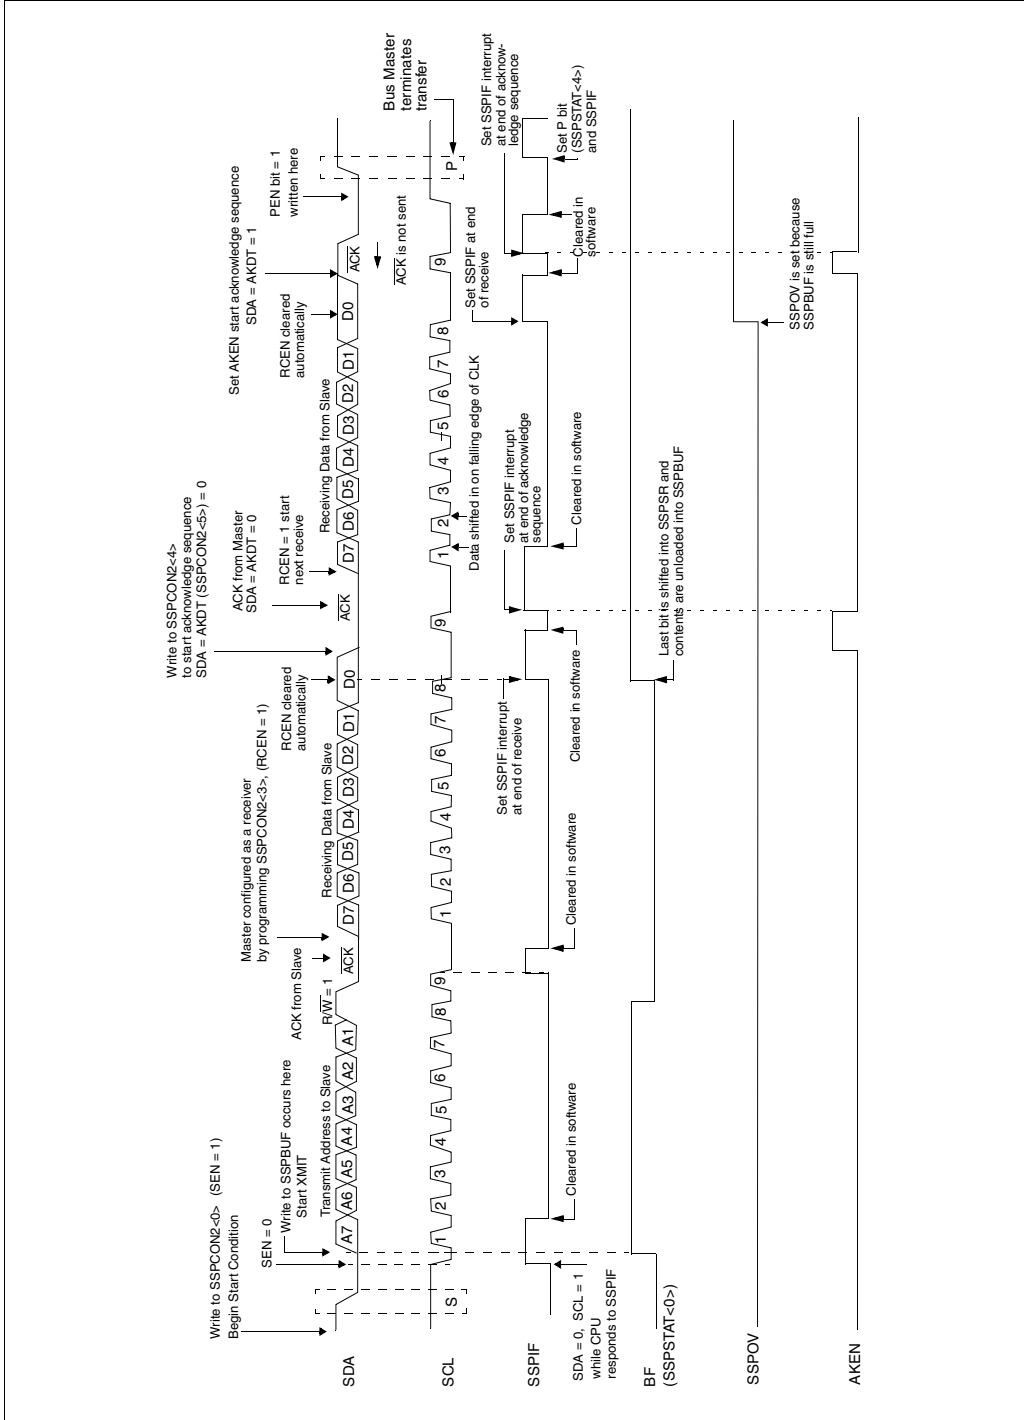 Write to SSPCON2<0> (SEN = 1)
Begin Start Condition
SEN = 0
Write to SSPBUF occurs here
Start XMIT
Transmit Address to Slave
R/W = 1
ACK from Slave
Master configured as a receiver
by programming SSPCON2<3>, (RCEN = 1)
Receiving Data from Slave
RCEN cleared
automatically
Write to SSPCON2<4>
to start acknowledge sequence
SDA = AKDT (SSPCON2<5>) = 0
ACK from Master
SDA = AKDT = 0
RCEN = 1 start
next receive
Receiving Data from Slave
RCEN cleared
automatically
Set AKEN start acknowledge sequence
SDA = AKDT = 1
PEN bit = 1
written here
SDA
A7 A6 A5 A4 A3 A2 A1
ACK
D7 D6 D5 D4 D3 D2 D1 D0
ACK
D7 D6 D5 D4 D3 D2 D1 D0
ACK
ACK is not sent
Bus Master
terminates
transfer
SCL
S
1 2 3 4 5 6 7 8 9
1 2 3 4 5 6 7 8 9
1 2 3 4 5 6 7 8 9
P
Data shifted in on falling edge of CLK
SSPIF
SDA = 0, SCL = 1
while CPU
responds to SSPIF
Cleared in software
Cleared in software
Set SSPIF interrupt
at end of receive
Cleared in software
Set SSPIF interrupt
at end of acknowledge
sequence
Cleared in software
Set SSPIF at end
of receive
Cleared in
software
Set SSPIF interrupt
at end of acknow-
ledge sequence
Set P bit
(SSPSTAT<4>)
and SSPIF
BF
(SSPSTAT<0>)
Last bit is shifted into SSPSR and
contents are unloaded into SSPBUF
SSPOV
SSPOV is set because
SSPBUF is still full
AKEN